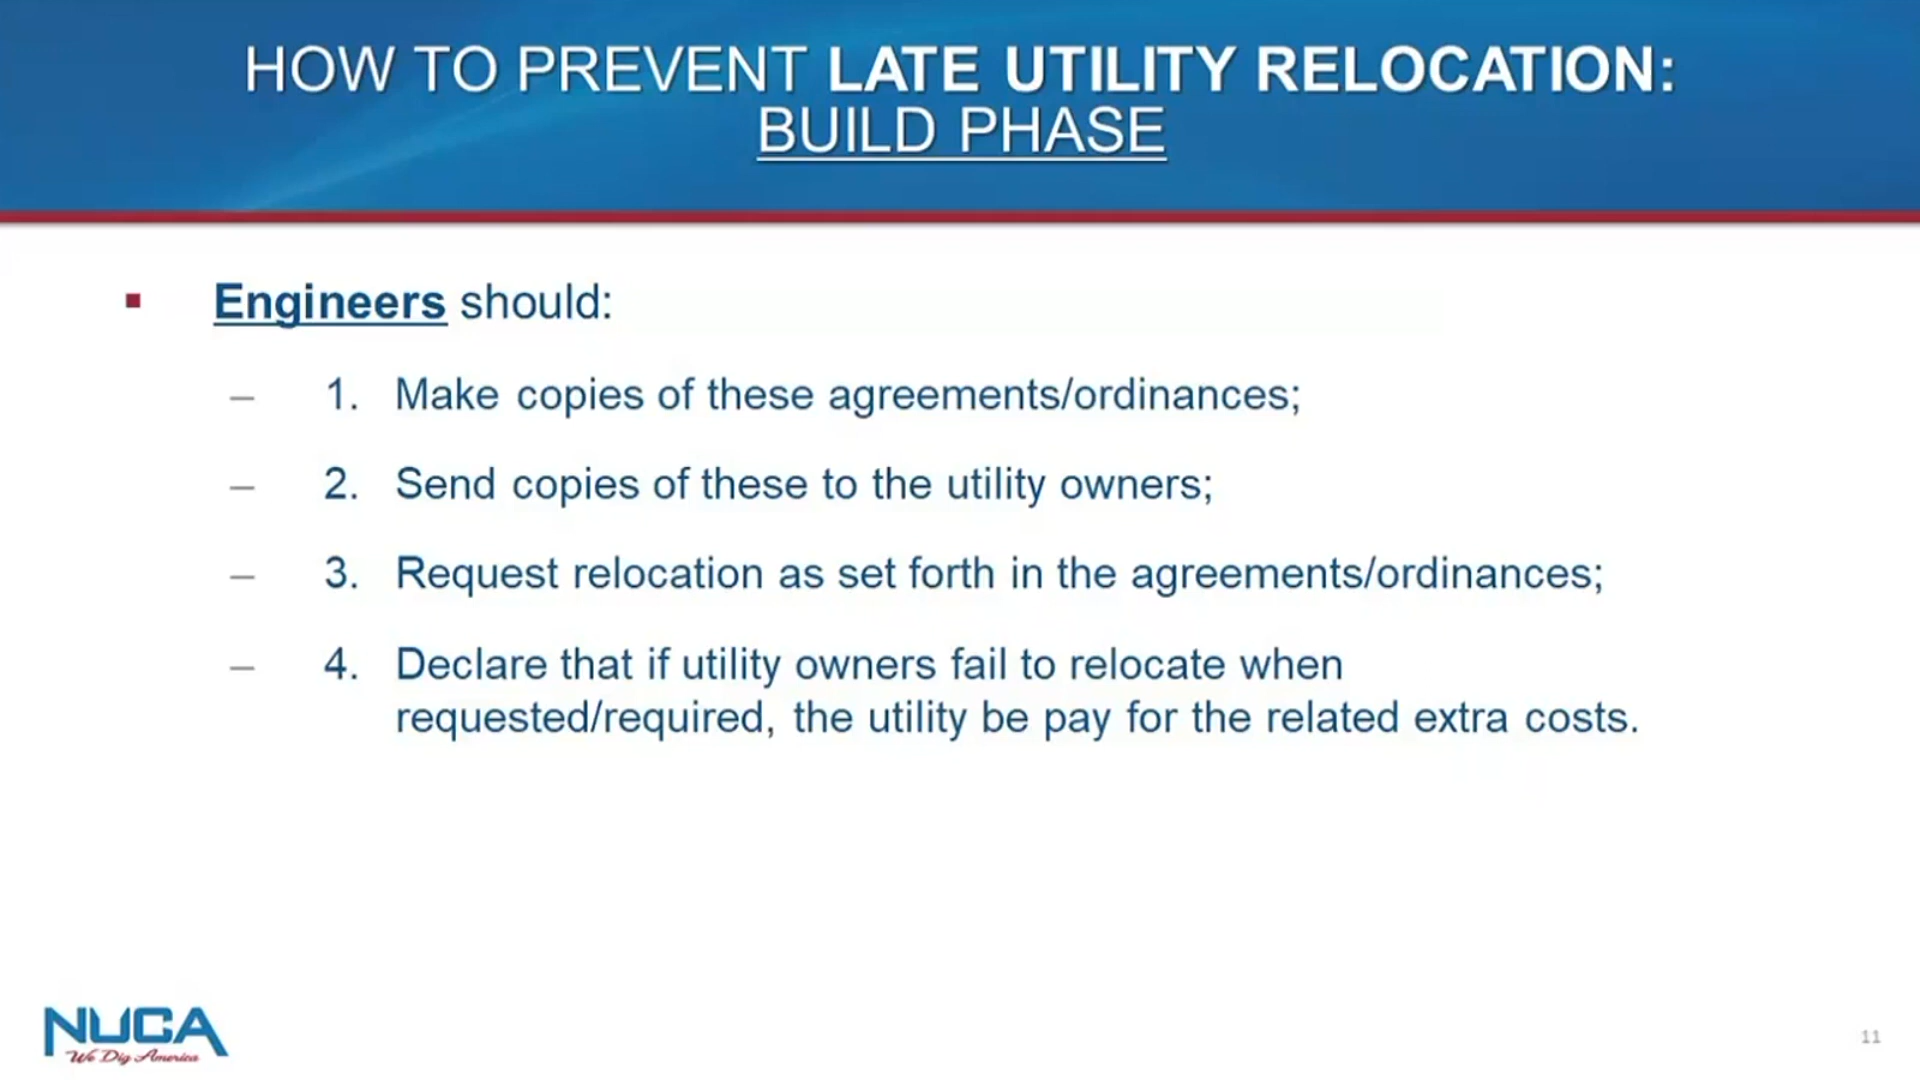 HOW TO PREVENT LATE UTILITY RELOCATION:
BUILD PHASE
Engineers should:
– 1. Make copies of these agreements/ordinances;
– 2. Send copies of these to the utility owners;
– 3. Request relocation as set forth in the agreements/ordinances;
– 4. Declare that if utility owners fail to relocate when
requested/required, the utility be pay for the related extra costs.
NUCA
We Dig America
11